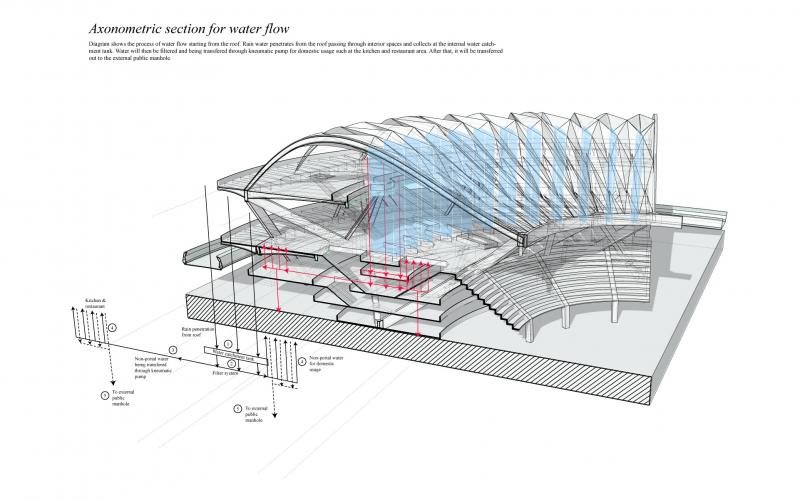 Axonometric section for water flow
Diagram shows the process of water flow starting from the roof. Rain water penetrates from the roof passing through interior spaces and collects at the internal water catch-
ment tank. Water will then be filtered and being transfered through kneumatic pump for domestic usage such at the kitchen and restaurant area. After that, it will be transferred
out to the external public manhole
Kitchen &
restaurant
4
Rain penetration
from roof
1
3
Water catchment tank
2
Filter system
Non-portal water
being transfered
through kneumatic
pump
4
Non-portal water
for domestic
usage
5
To external
public
manhole
5
To external
public
manhole